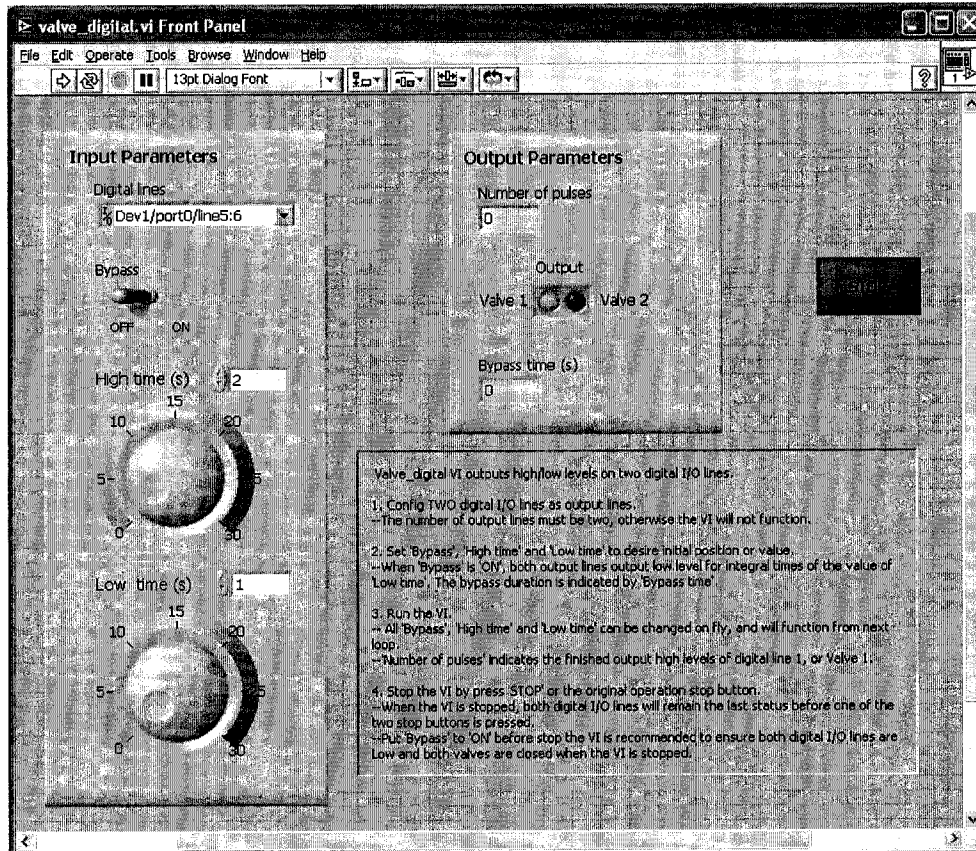 valve_digital.vi Front Panel
File Edit Operate Tools Browse Window Help
13pt Dialog Font
Input Parameters
Digital lines
Dev1/port0/line5:6
Bypass
OFF ON
High time (s) 2
0 10 15 20 30
Low time (s) 1
0 5 10 15 20 25 30
Output Parameters
Number of pulses
0
Output
Valve 1 Valve 2
Bypass time (s)
0
Valve_digital VI outputs high/low levels on two digital I/O lines.
1. Config TWO digital I/O lines as output lines.
--The number of output lines must be two, otherwise the VI will not function.
2. Set 'Bypass', 'High time' and 'Low time' to desire initial position or value.
--When 'Bypass' is 'ON', both output lines output low level for integral times of the value of
'Low time'. The bypass duration is indicated by 'Bypass time'.
3. Run the VI.
-- All 'Bypass', 'High time' and 'Low time' can be changed on fly, and will function from next
loop.
--'Number of pulses' indicates the finished output high levels of digital line 1, or Valve 1.
4. Stop the VI by press 'STOP' or the original operation stop button.
--When the VI is stopped, both digital I/O lines will remain the last status before one of the
two stop buttons is pressed.
--Put 'Bypass' to 'ON' before stop the VI is recommended to ensure both digital I/O lines are
Low and both valves are closed when the VI is stopped.